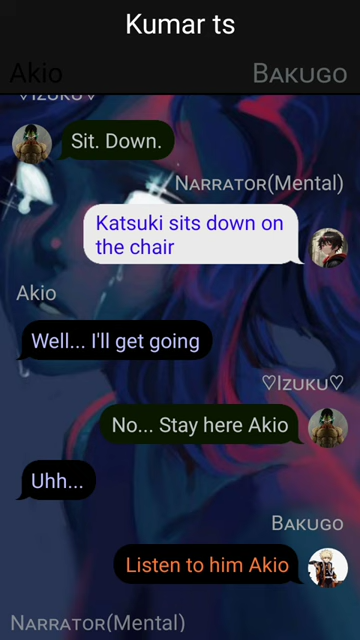 Kumar ts
Akio
Bakugo
♡Izuku♡
Sit. Down.
Narrator(Mental)
Katsuki sits down on
the chair
Akio
Well... I'll get going
♡Izuku♡
No... Stay here Akio
Uhh...
Bakugo
Listen to him Akio
Narrator(Mental)